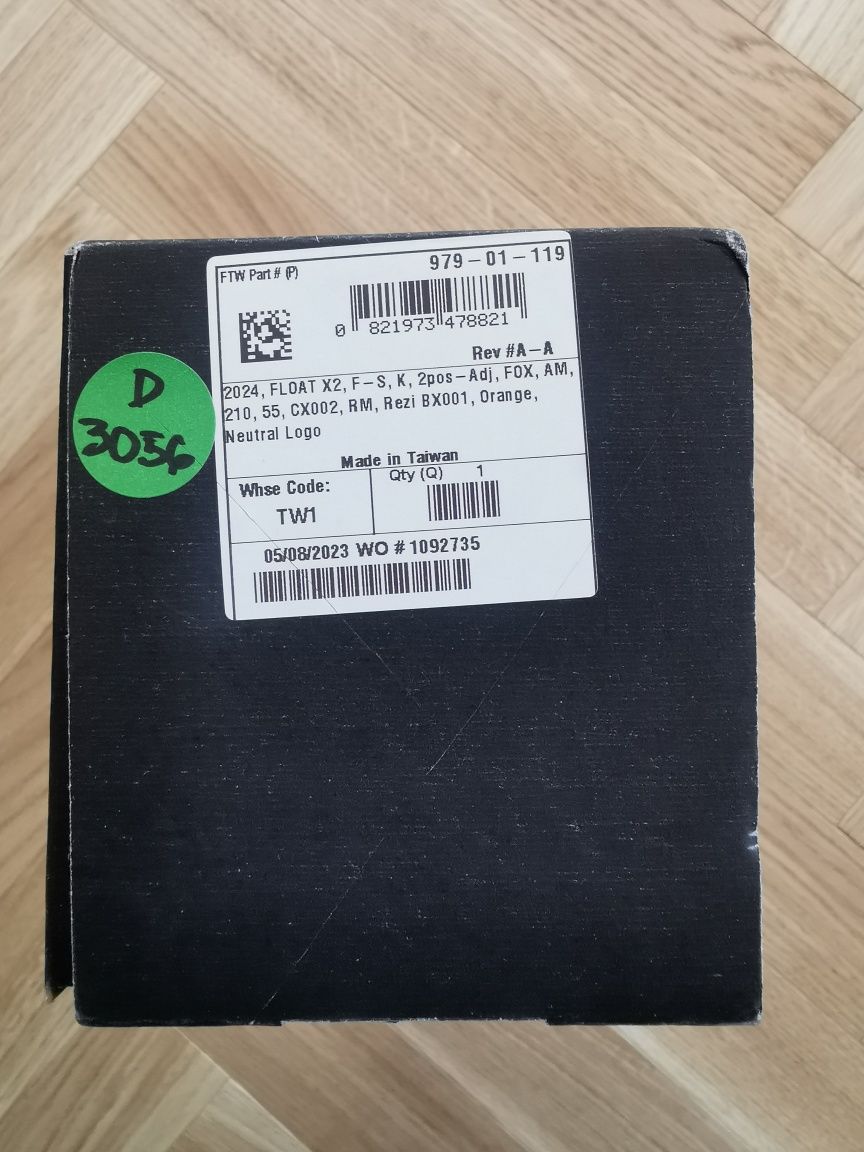 FTW Part # (P)
979-01-119
0 821973 478821
Rev #A-A
2024, FLOAT X2, F-S, K, 2pos-Adj, FOX, AM,
210, 55, CX002, RM, Rezi BX001, Orange,
Neutral Logo
Made in Taiwan
Whse Code:
Qty (Q) 1
TW1
05/08/2023 WO # 1092735
D
3056